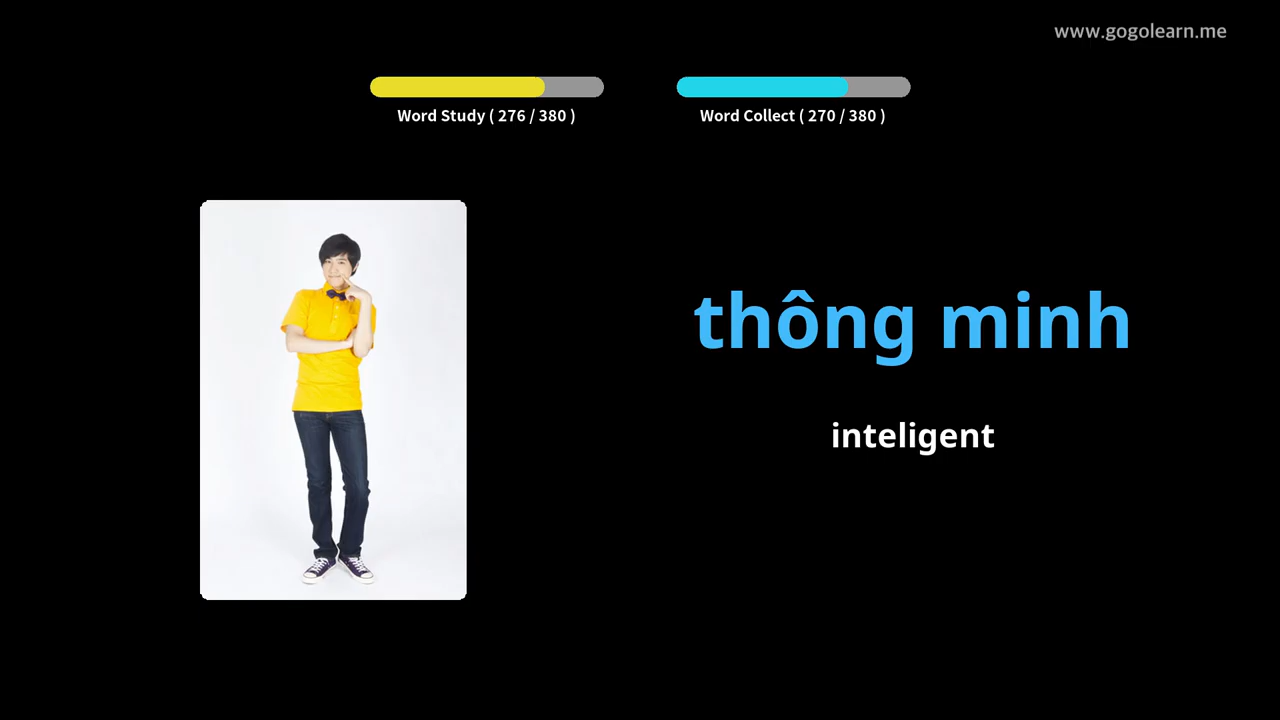 www.gogolearn.me
Word Study ( 276 / 380 )
Word Collect ( 270 / 380 )
thông minh
inteligent